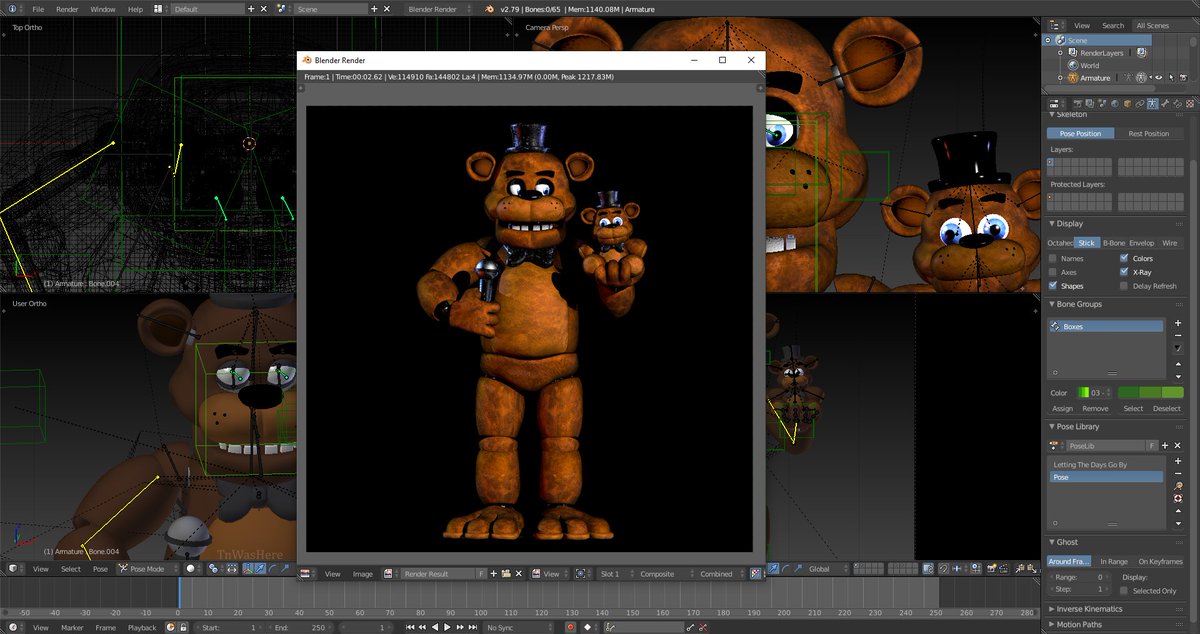 File Render Window Help Default Scene Blender Render v2.79 | Bones:0/65 | Mem:1140.08M | Armature
View Search All Scenes
Top Ortho
Camera Persp
Scene
RenderLayers
World
Armature
Blender Render
Frame:1 | Time:00:02.62 | Ve:114910 Fa:144802 La:4 | Mem:1134.97M (0.00M, Peak 1217.83M)
Skeleton
Pose Position Rest Position
Layers:
Protected Layers:
Display
Octahec Stick B-Bone Envelop Wire
Names Colors
Axes X-Ray
Shapes Delay Refresh
(1) Armature : Bone.004
User Ortho
Bone Groups
Boxes
Color 03
Assign Remove Select Deselect
Pose Library
PoseLib F
Letting The Days Go By
Pose
TnWasHere
(1) Armature : Bone.004
Ghost
Around Fra... In Range On Keyframes
Range: 0 Display:
Step: 1 Selected Only
Inverse Kinematics
Motion Paths
View Select Pose Pose Mode
View Image Render Result F View Slot 1 Composite Combined
Global
-50 -40 -30 -20 -10 0 10 20 30 40 50 60 70 80 90 100 110 120 130 140 150 160 170 180 190 200 210 220 230 240 250 260 270 280
View Marker Frame Playback Start: 1 End: 250 1 No Sync